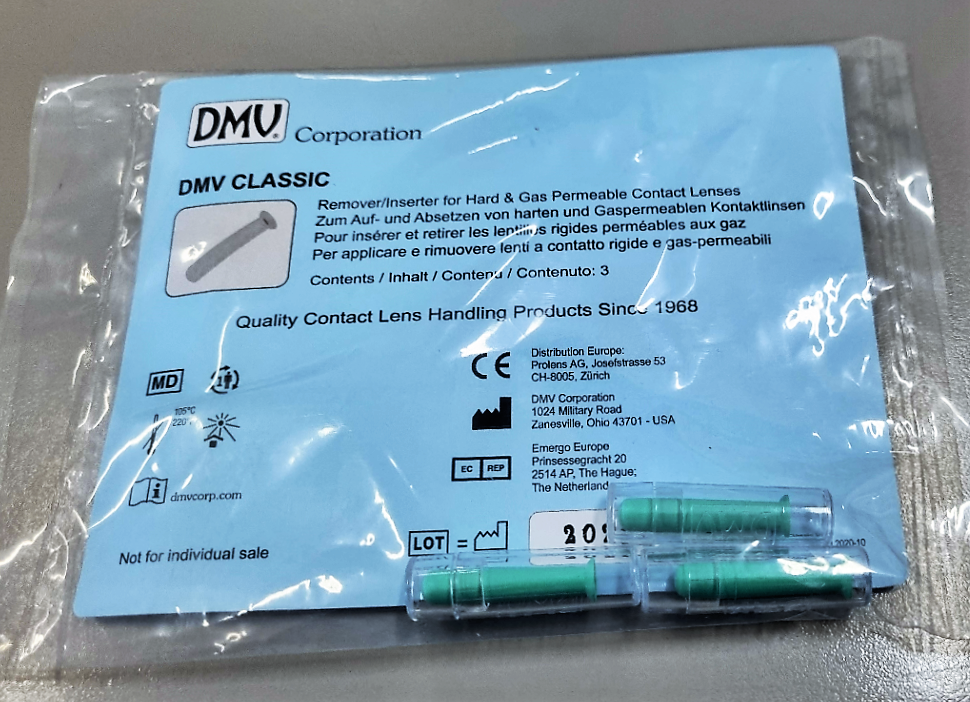 DMV® Corporation
DMV CLASSIC
Remover/Inserter for Hard & Gas Permeable Contact Lenses
Zum Auf- und Absetzen von harten und Gaspermeablen Kontaktlinsen
Pour insérer et retirer les lentilles rigides perméables aux gaz
Per applicare e rimuovere lenti a contatto rigide e gas-permeabili
Contents / Inhalt / Contenu / Contenuto: 3
Quality Contact Lens Handling Products Since 1968
MD
1
105°C
220°
i dmvcorp.com
Not for individual sale
CE
Distribution Europe:
Prolens AG, Josefstrasse 53
CH-8005, Zürich
DMV Corporation
1024 Military Road
Zanesville, Ohio 43701 - USA
EC REP
Emergo Europe
Prinsessegracht 20
2514 AP, The Hague;
The Netherland
LOT =
2020-10